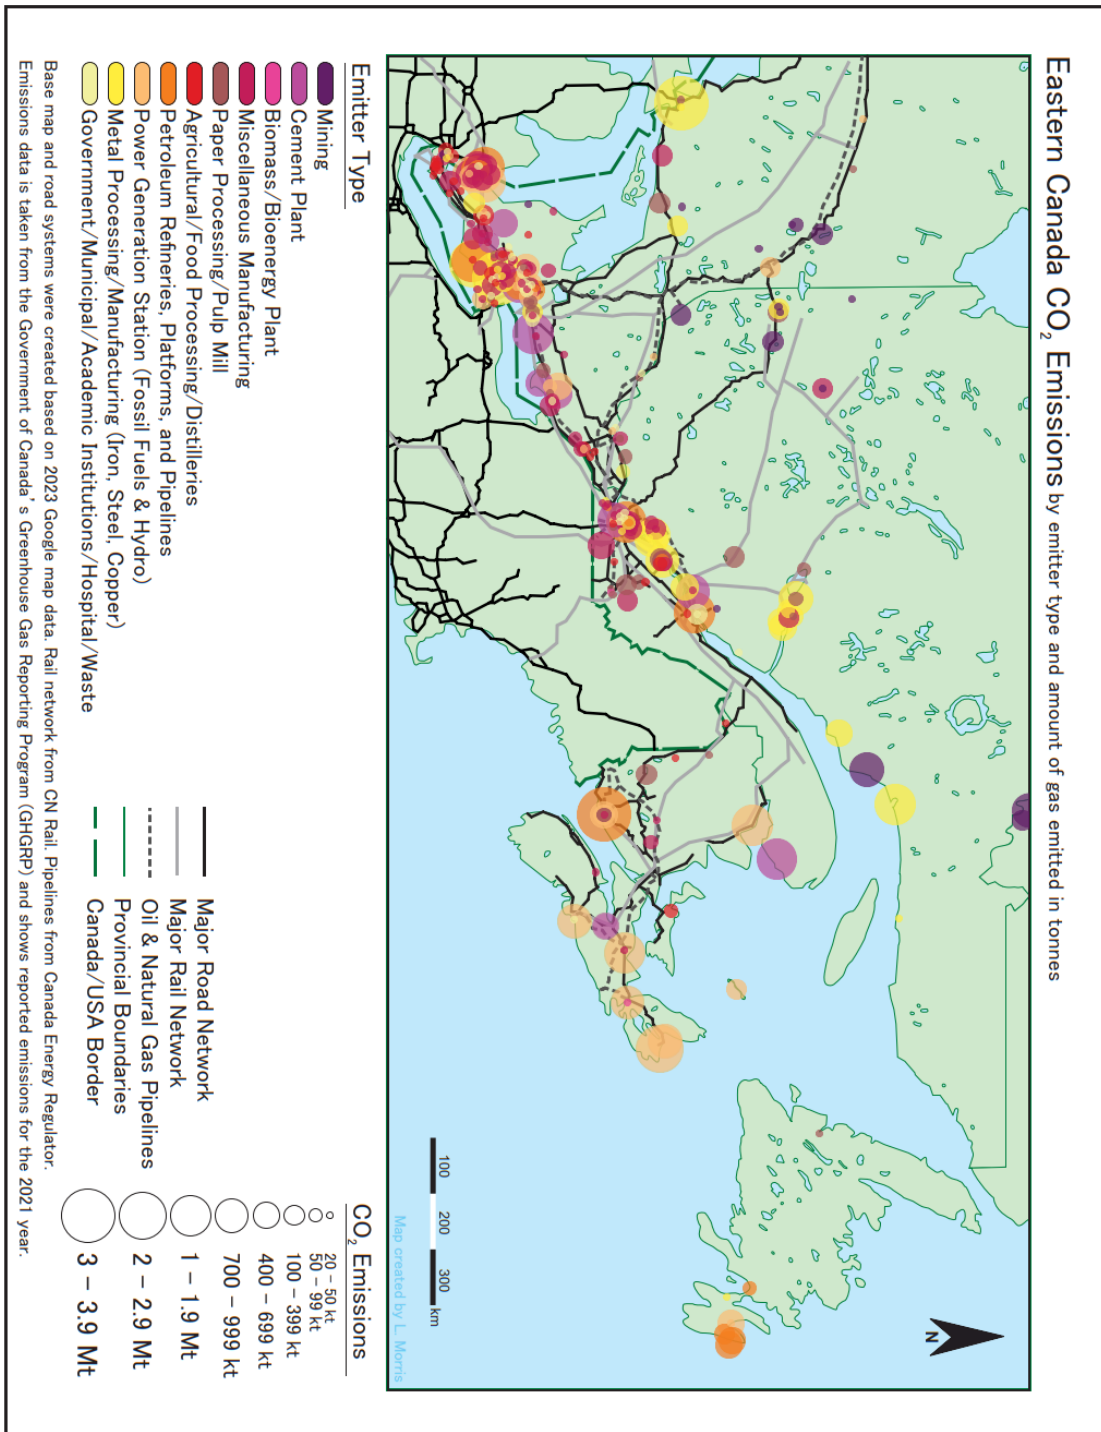 Eastern Canada CO2 Emissions by emitter type and amount of gas emitted in tonnes
N
100 200 300 km
Map created by L. Morris
Emitter Type
Mining
Cement Plant
Biomass/Bioenergy Plant
Miscellaneous Manufacturing
Paper Processing/Pulp Mill
Agricultural/Food Processing/Distilleries
Petroleum Refineries, Platforms, and Pipelines
Power Generation Station (Fossil Fuels & Hydro)
Metal Processing/Manufacturing (Iron, Steel, Copper)
Government/Municipal/Academic Institutions/Hospital/Waste
Major Road Network
Major Rail Network
Oil & Natural Gas Pipelines
Provincial Boundaries
Canada/USA Border
CO2 Emissions
20 – 50 kt
50 – 99 kt
100 – 399 kt
400 – 699 kt
700 – 999 kt
1 – 1.9 Mt
2 – 2.9 Mt
3 – 3.9 Mt
Base map and road systems were created based on 2023 Google map data. Rail network from CN Rail. Pipelines from Canada Energy Regulator.
Emissions data is taken from the Government of Canada's Greenhouse Gas Reporting Program (GHGRP) and shows reported emissions for the 2021 year.